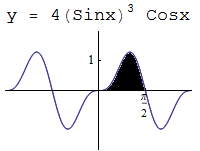 y = 4(Sinx)³ Cosx
1
π
2